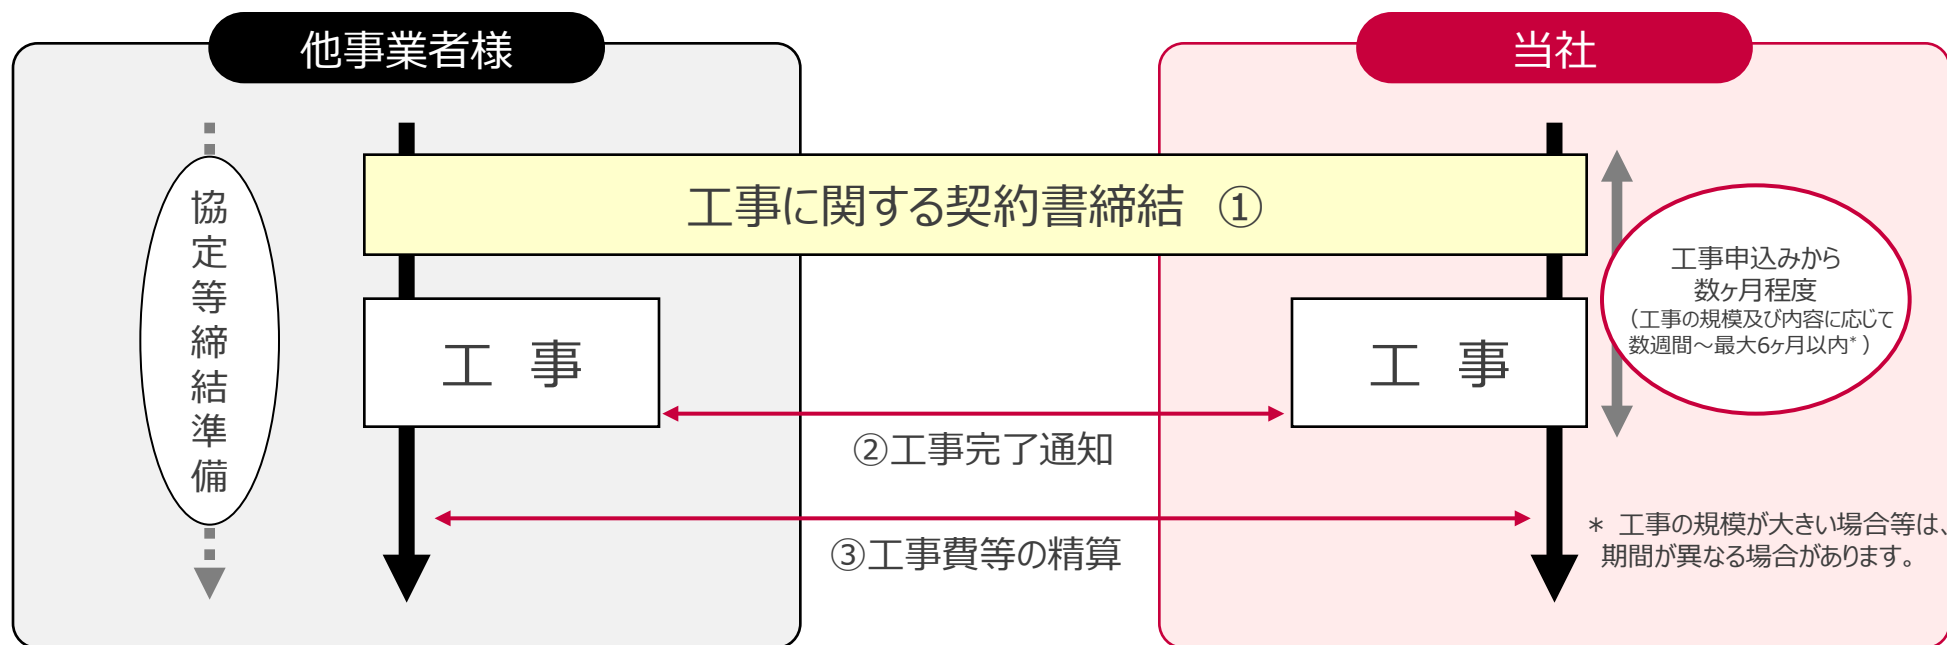 他事業者様
当社
工事に関する契約書締結 ①
協定等締結準備
工事申込みから
数ヶ月程度
（工事の規模及び内容に応じて
数週間～最大6ヶ月以内*）
工 事
工 事
②工事完了通知
③工事費等の精算
* 工事の規模が大きい場合等は、
期間が異なる場合があります。